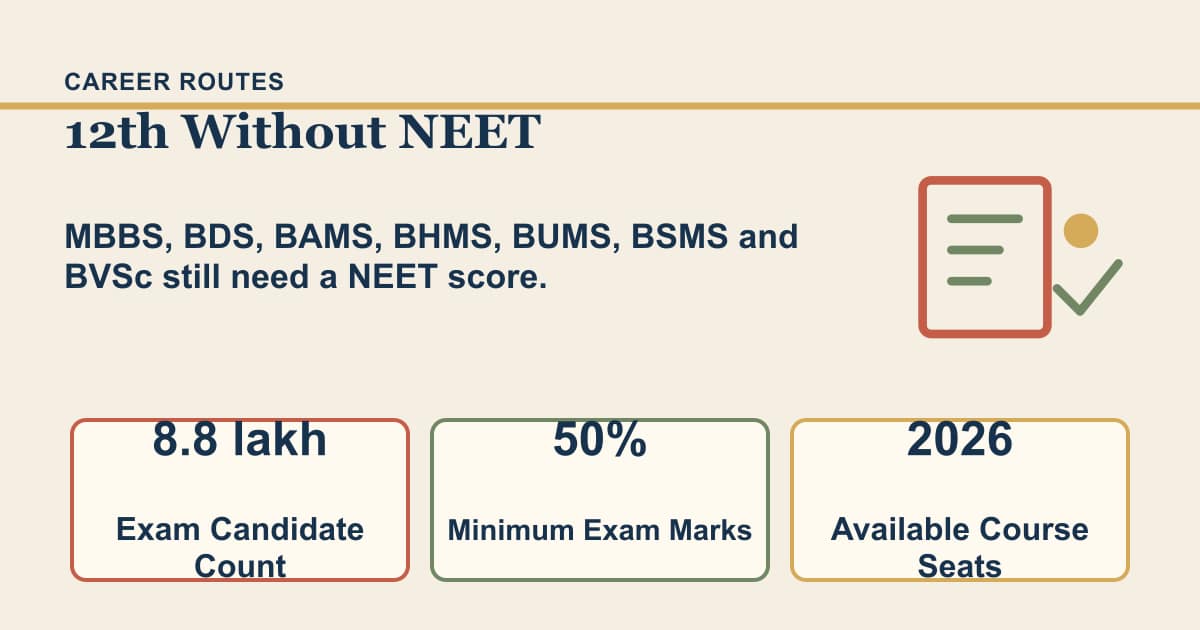 CAREER ROUTES
12th Without NEET
MBBS, BDS, BAMS, BHMS, BUMS, BSMS and
BVSc still need a NEET score.
8.8 lakh
Exam Candidate
Count
50%
Minimum Exam Marks
2026
Available Course
Seats